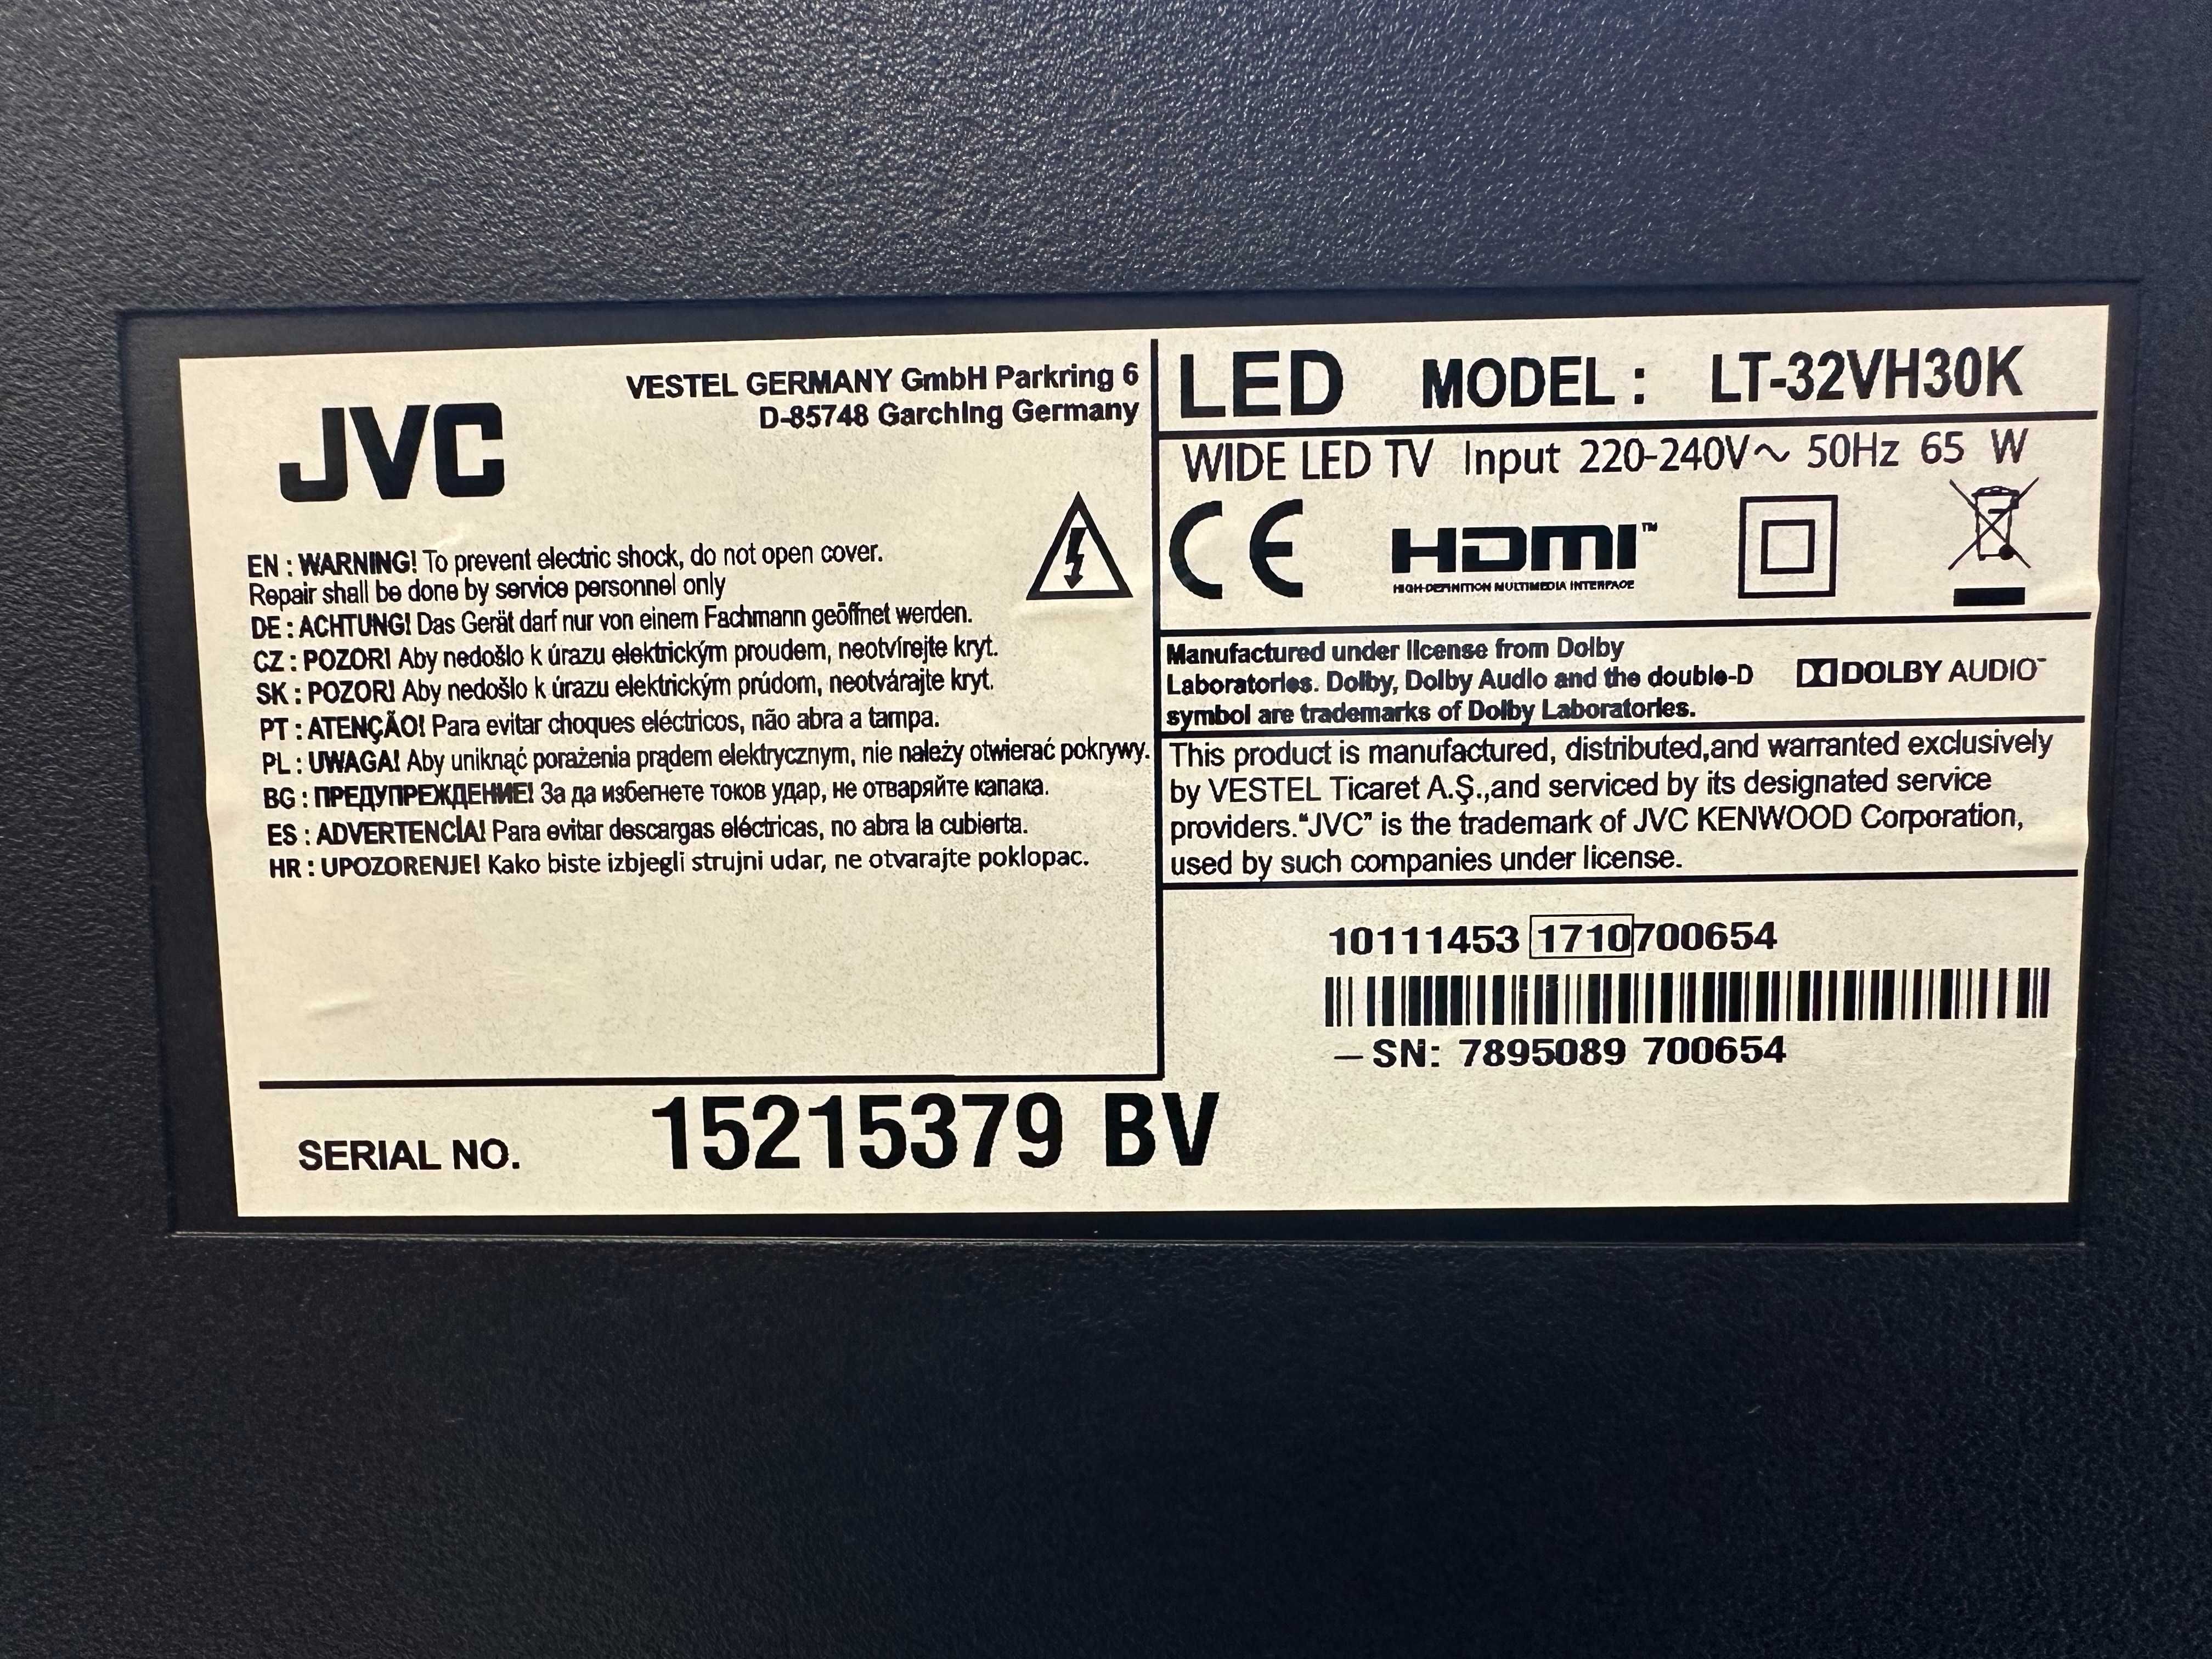 JVC
VESTEL GERMANY GmbH Parkring 6
D-85748 Garching Germany
EN : WARNING! To prevent electric shock, do not open cover.
Repair shall be done by service personnel only
DE : ACHTUNG! Das Gerät darf nur von einem Fachmann geöffnet werden.
CZ : POZOR! Aby nedošlo k úrazu elektrickým proudem, neotvírejte kryt.
SK : POZOR! Aby nedošlo k úrazu elektrickým prúdom, neotvárajte kryt.
PT : ATENÇÃO! Para evitar choques eléctricos, não abra a tampa.
PL : UWAGA! Aby uniknąć porażenia prądem elektrycznym, nie należy otwierać pokrywy.
BG : ПРЕДУПРЕЖДЕНИЕ! За да избегнете токов удар, не отваряйте капака.
ES : ADVERTENCÍA! Para evitar descargas eléctricas, no abra la cubierta.
HR : UPOZORENJE! Kako biste izbjegli strujni udar, ne otvarajte poklopac.
LED MODEL : LT-32VH30K
WIDE LED TV Input 220-240V~ 50Hz 65 W
CE HDMI™
HIGH-DEFINITION MULTIMEDIA INTERFACE
Manufactured under license from Dolby
Laboratories. Dolby, Dolby Audio and the double-D
symbol are trademarks of Dolby Laboratories.
DOLBY AUDIO™
This product is manufactured, distributed,and warranted exclusively
by VESTEL Ticaret A.Ş.,and serviced by its designated service
providers."JVC" is the trademark of JVC KENWOOD Corporation,
used by such companies under license.
10111453 1710700654
– SN: 7895089 700654
SERIAL NO. 15215379 BV